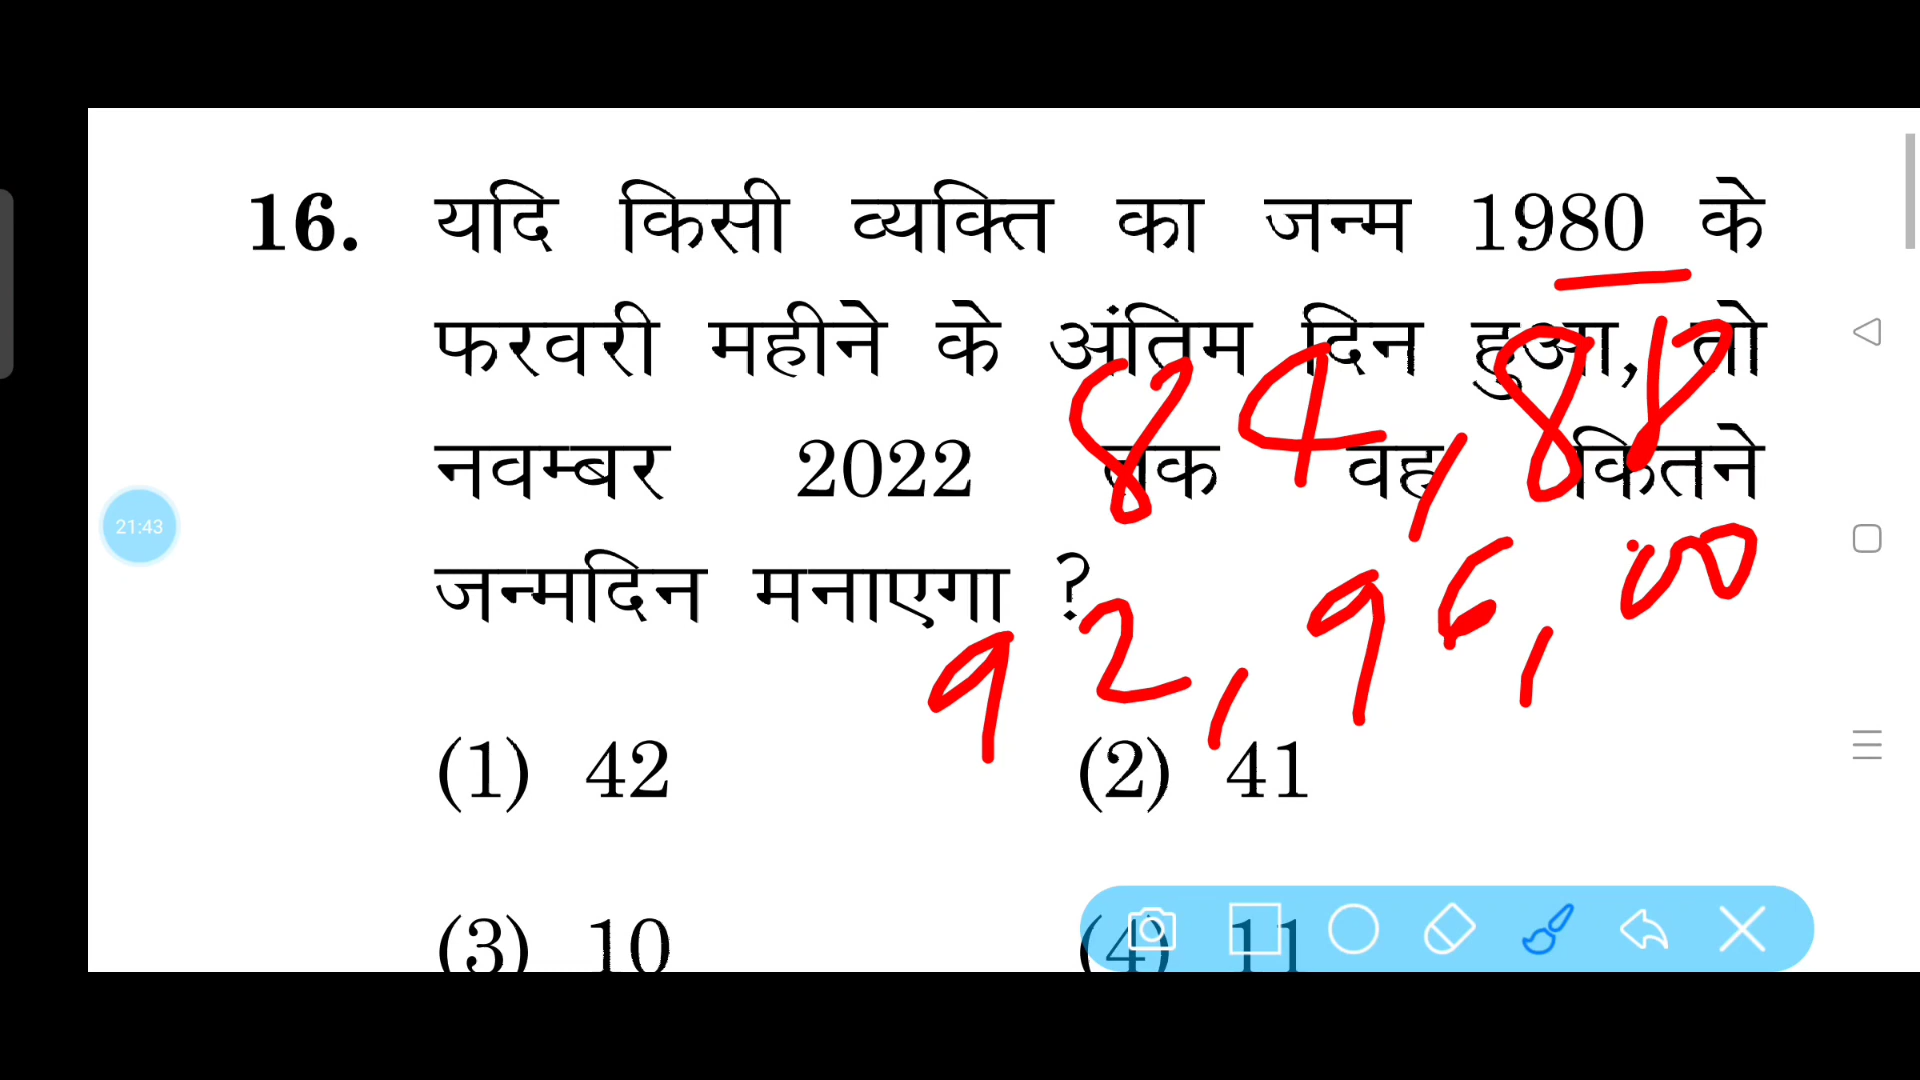 16. यदि किसी व्यक्ति का जन्म 1980 के
फरवरी महीने के अंतिम दिन हुआ, तो
84, 88
नवम्बर 2022 तक वह कितने
21:43
जन्मदिन मनाएगा ?
92, 96, 00
(1) 42 (2) 41
(3) 10 (4) 11